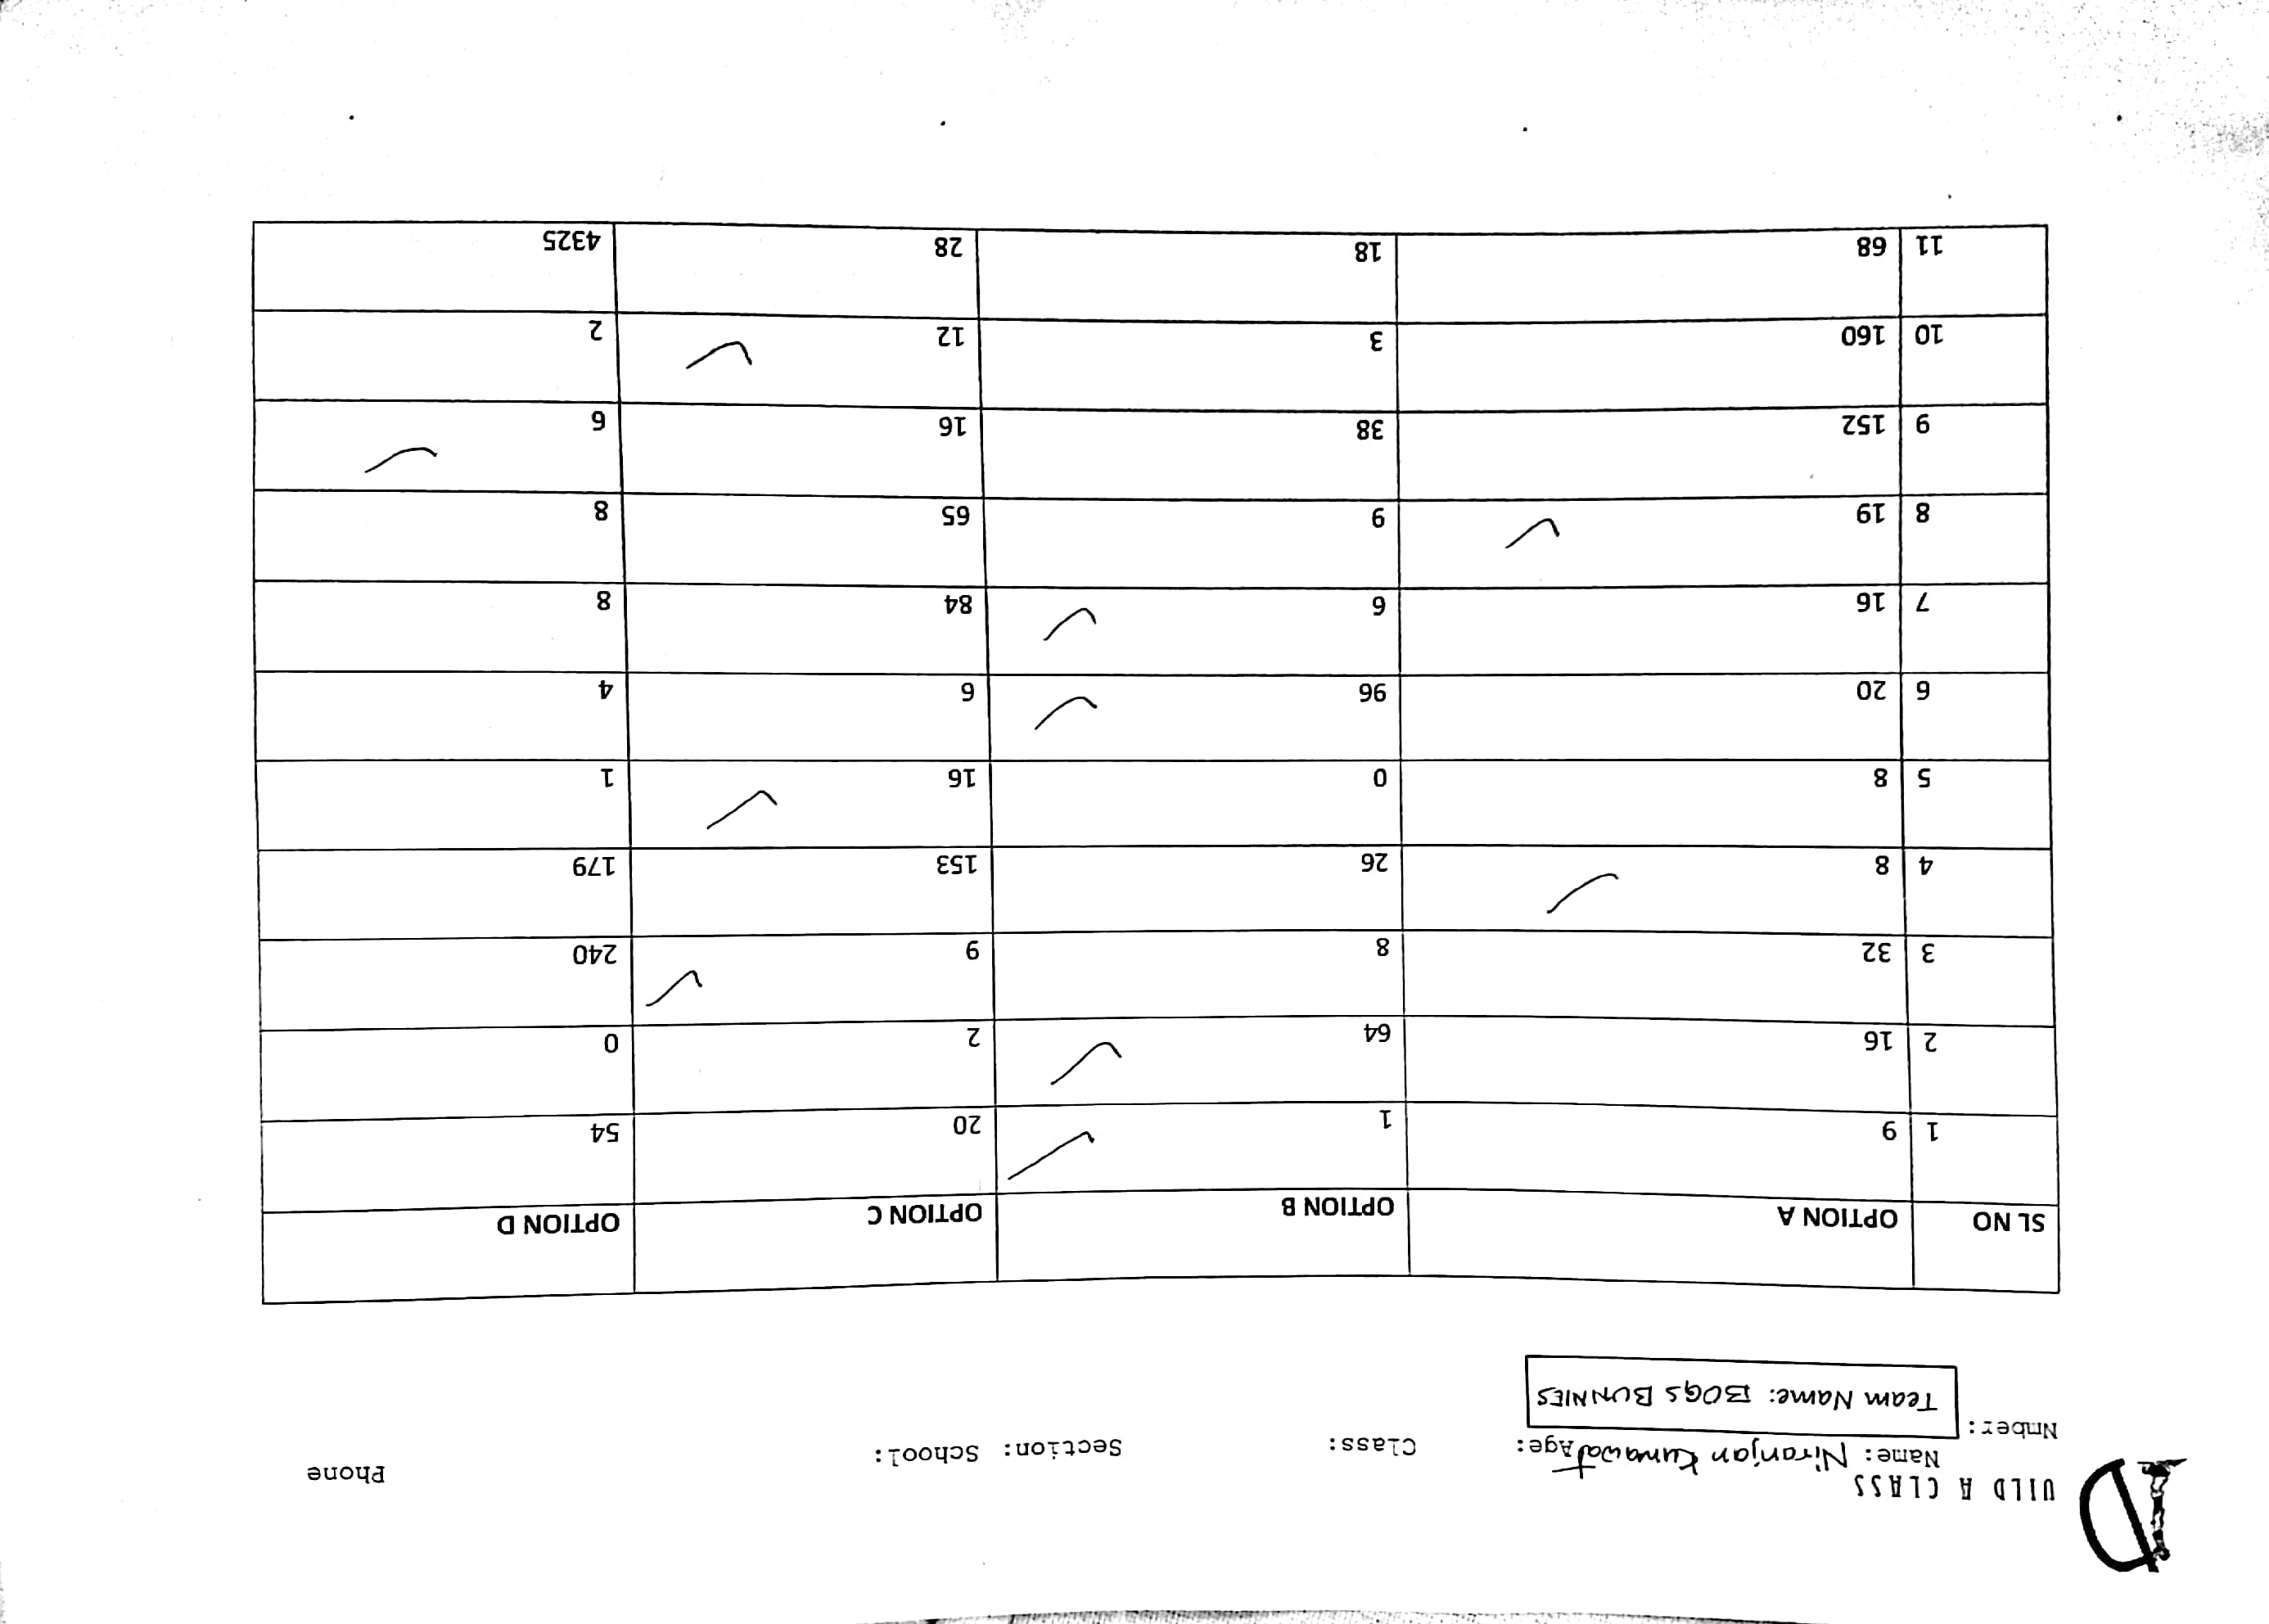 D UILD A CLASS
Name: Niranjan Kumawat Age: Class: Section: School: Phone
Nmber:
Team Name: BOGS BUNNIES
SL NO OPTION A OPTION B OPTION C OPTION D
1 9 1 ✓ 20 54
2 16 64 ✓ 2 0
3 32 8 9 ✓ 240
4 8 ✓ 26 153 179
5 8 0 16 ✓ 1
6 20 96 ✓ 6 4
7 16 6 ✓ 84 8
8 19 ✓ 9 65 8
9 152 38 16 6 ✓
10 160 3 12 ✓ 2
11 68 18 28 4325